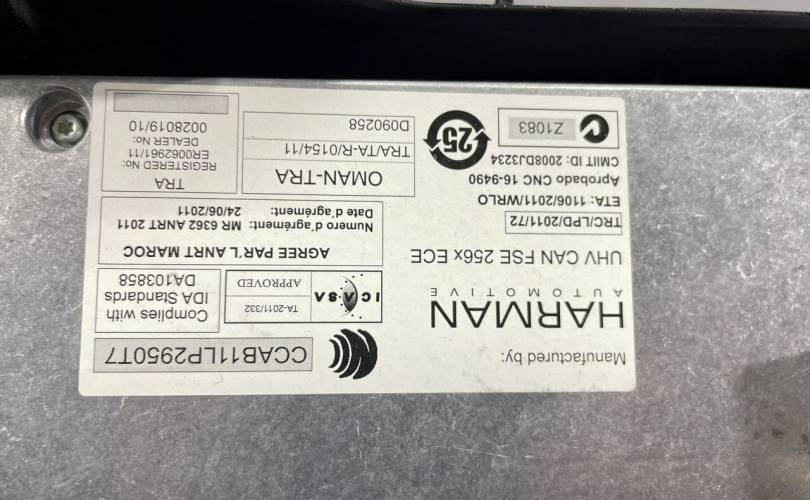 Manufactured by:
HARMAN
AUTOMOTIVE
UHV CAN FSE 256x ECE
TRC/LPD/2011/72
ETA: 1106/2011/WRLO
Aprobado CNC 16-9490
CMIIT ID: 2008DJ3234
Z1083
25
CCAB11LP2950T7
ICASA
TA-2011/332
APPROVED
Complies with
IDA Standards
DA103858
AGREE PAR'L'ANRT MAROC
Numero d'agrément: MR 6362 ANRT 2011
Date d'agrément: 24/06/2011
OMAN-TRA
TRA/TA-R/0154/11
D090258
TRA
REGISTERED No:
ER0062961/11
DEALER No:
0028019/10